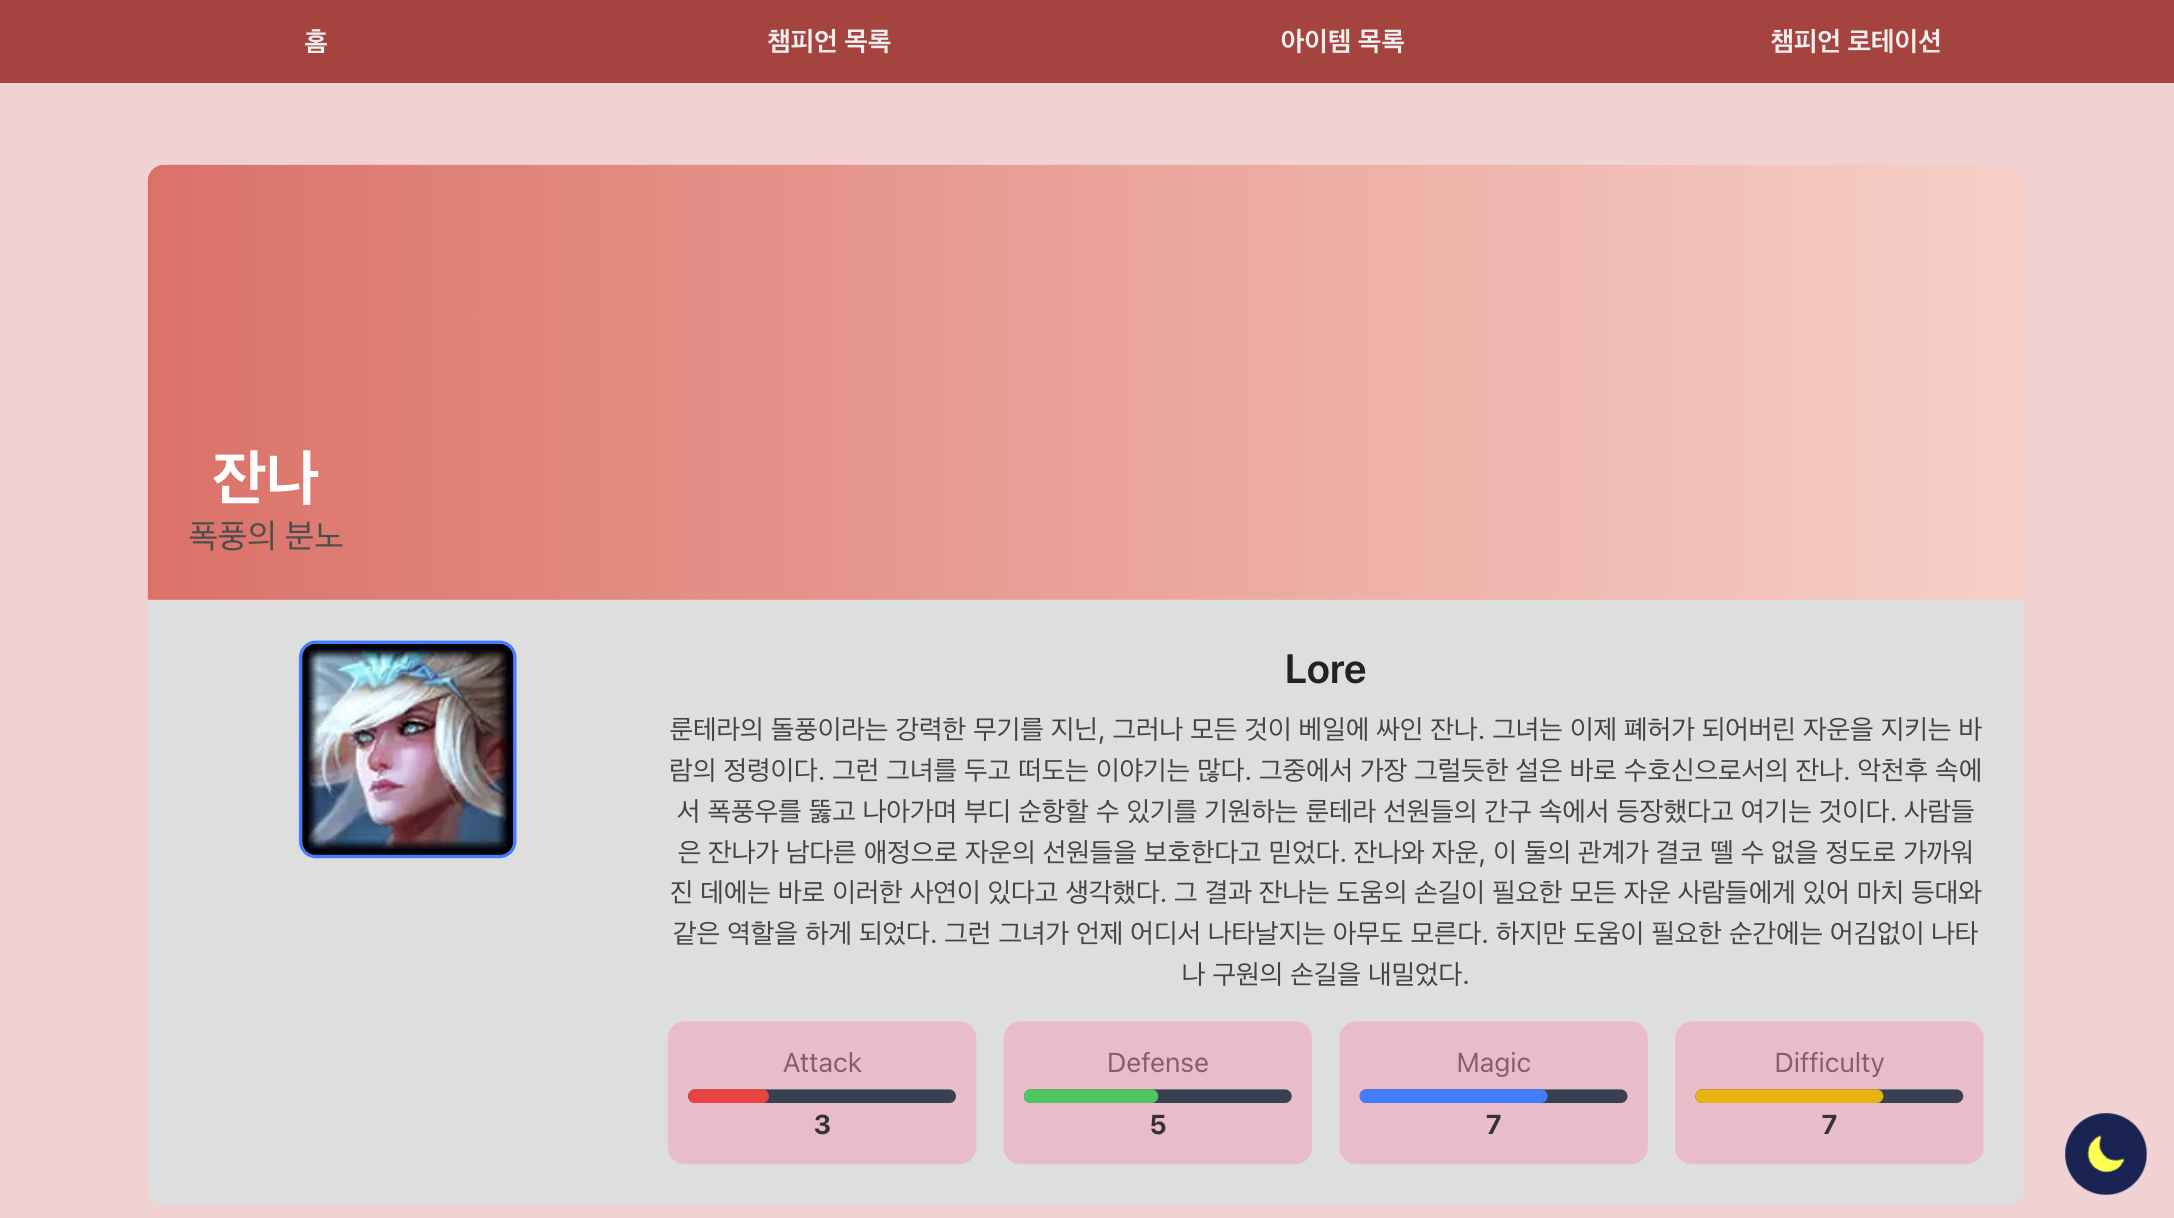 홈
챔피언 목록
아이템 목록
챔피언 로테이션
잔나
폭풍의 분노
Lore
룬테라의 돌풍이라는 강력한 무기를 지닌, 그러나 모든 것이 베일에 싸인 잔나. 그녀는 이제 폐허가 되어버린 자운을 지키는 바
람의 정령이다. 그런 그녀를 두고 떠도는 이야기는 많다. 그중에서 가장 그럴듯한 설은 바로 수호신으로서의 잔나. 악천후 속에
서 폭풍우를 뚫고 나아가며 부디 순항할 수 있기를 기원하는 룬테라 선원들의 간구 속에서 등장했다고 여기는 것이다. 사람들
은 잔나가 남다른 애정으로 자운의 선원들을 보호한다고 믿었다. 잔나와 자운, 이 둘의 관계가 결코 뗄 수 없을 정도로 가까워
진 데에는 바로 이러한 사연이 있다고 생각했다. 그 결과 잔나는 도움의 손길이 필요한 모든 자운 사람들에게 있어 마치 등대와
같은 역할을 하게 되었다. 그런 그녀가 언제 어디서 나타날지는 아무도 모른다. 하지만 도움이 필요한 순간에는 어김없이 나타
나 구원의 손길을 내밀었다.
Attack
3
Defense
5
Magic
7
Difficulty
7